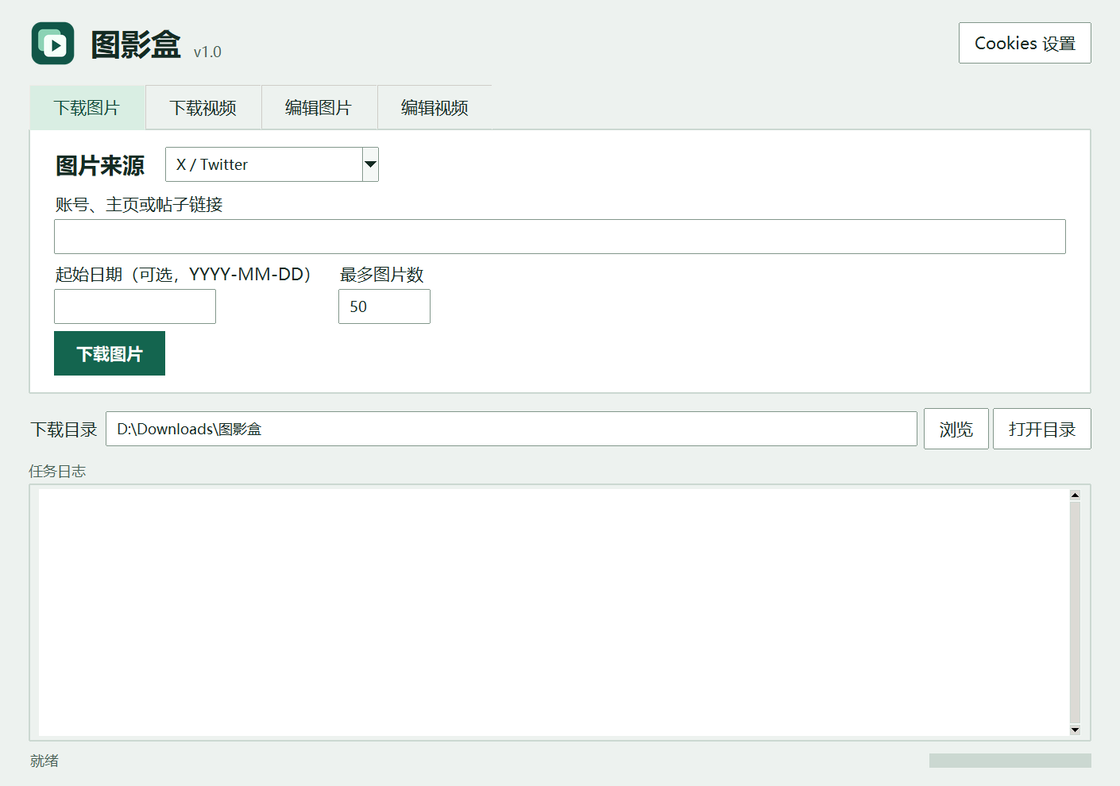 图影盒 v1.0
Cookies 设置
下载图片 下载视频 编辑图片 编辑视频
图片来源 X / Twitter
账号、主页或帖子链接
起始日期（可选，YYYY-MM-DD） 最多图片数
50
下载图片
下载目录 D:\Downloads\图影盒 浏览 打开目录
任务日志
就绪